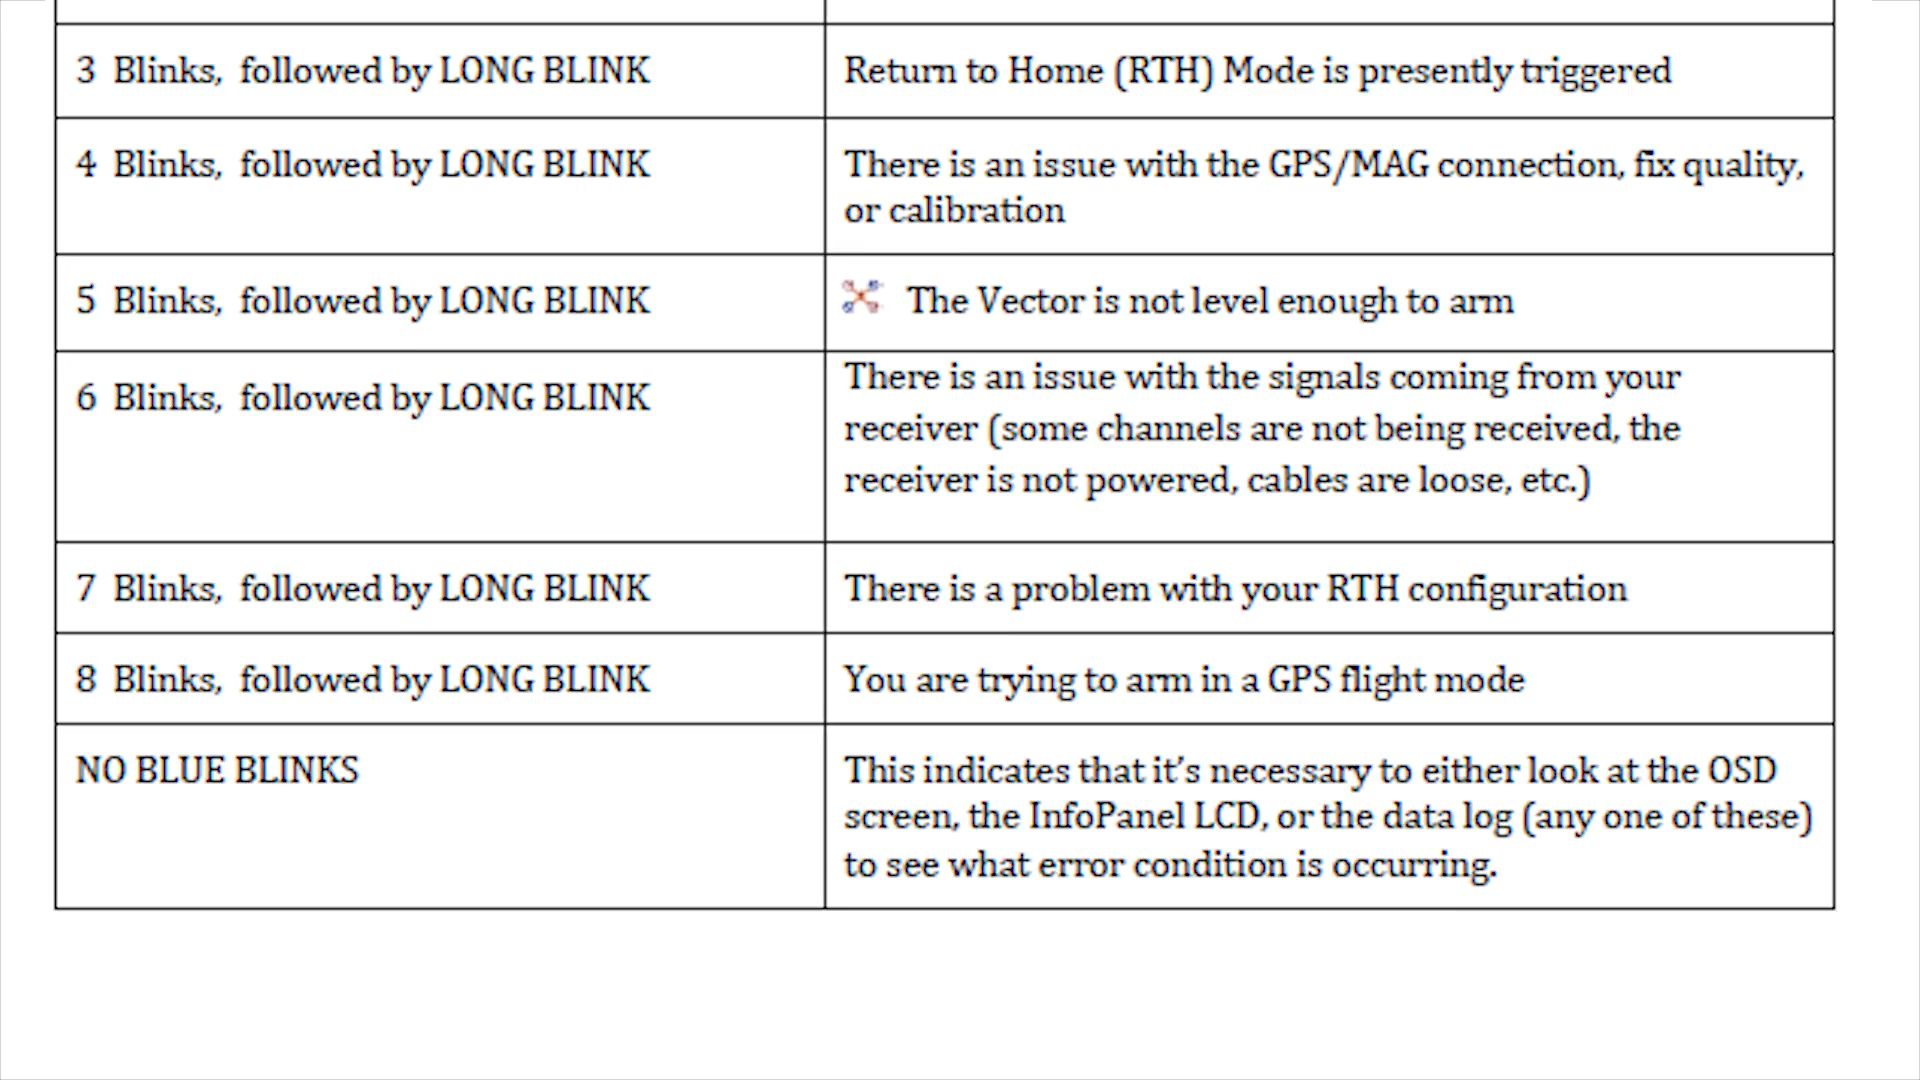 3 Blinks, followed by LONG BLINK
Return to Home (RTH) Mode is presently triggered
4 Blinks, followed by LONG BLINK
There is an issue with the GPS/MAG connection, fix quality,
or calibration
5 Blinks, followed by LONG BLINK
The Vector is not level enough to arm
6 Blinks, followed by LONG BLINK
There is an issue with the signals coming from your
receiver (some channels are not being received, the
receiver is not powered, cables are loose, etc.)
7 Blinks, followed by LONG BLINK
There is a problem with your RTH configuration
8 Blinks, followed by LONG BLINK
You are trying to arm in a GPS flight mode
NO BLUE BLINKS
This indicates that it’s necessary to either look at the OSD
screen, the InfoPanel LCD, or the data log (any one of these)
to see what error condition is occurring.